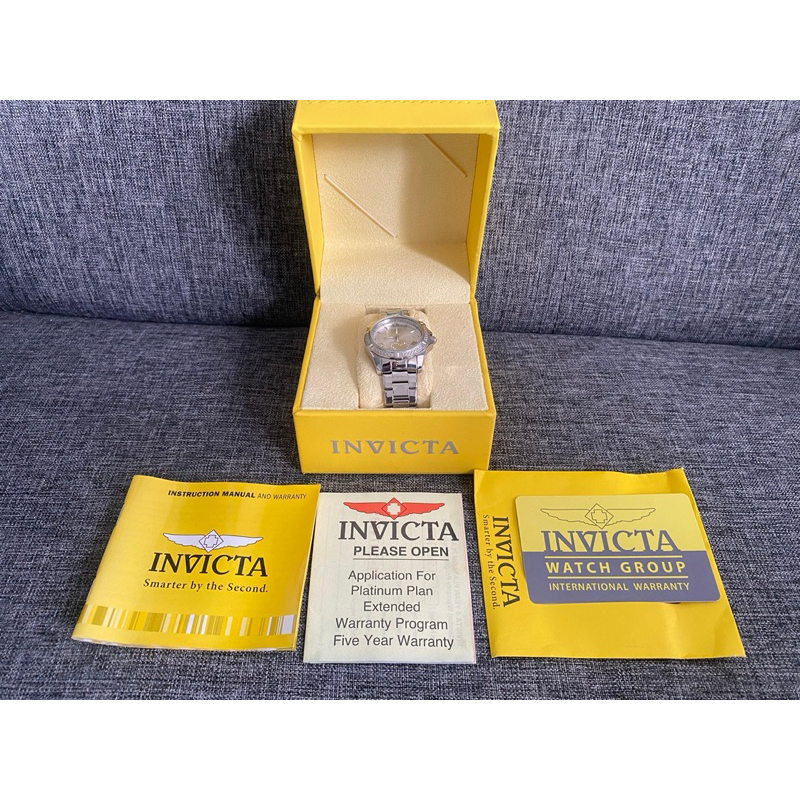 INVICTA
INSTRUCTION MANUAL AND WARRANTY
INVICTA
Smarter by the Second.
INVICTA
PLEASE OPEN
Application For
Platinum Plan
Extended
Warranty Program
Five Year Warranty
INVICTA
Smarter by the Second.
INVICTA
WATCH GROUP
INTERNATIONAL WARRANTY